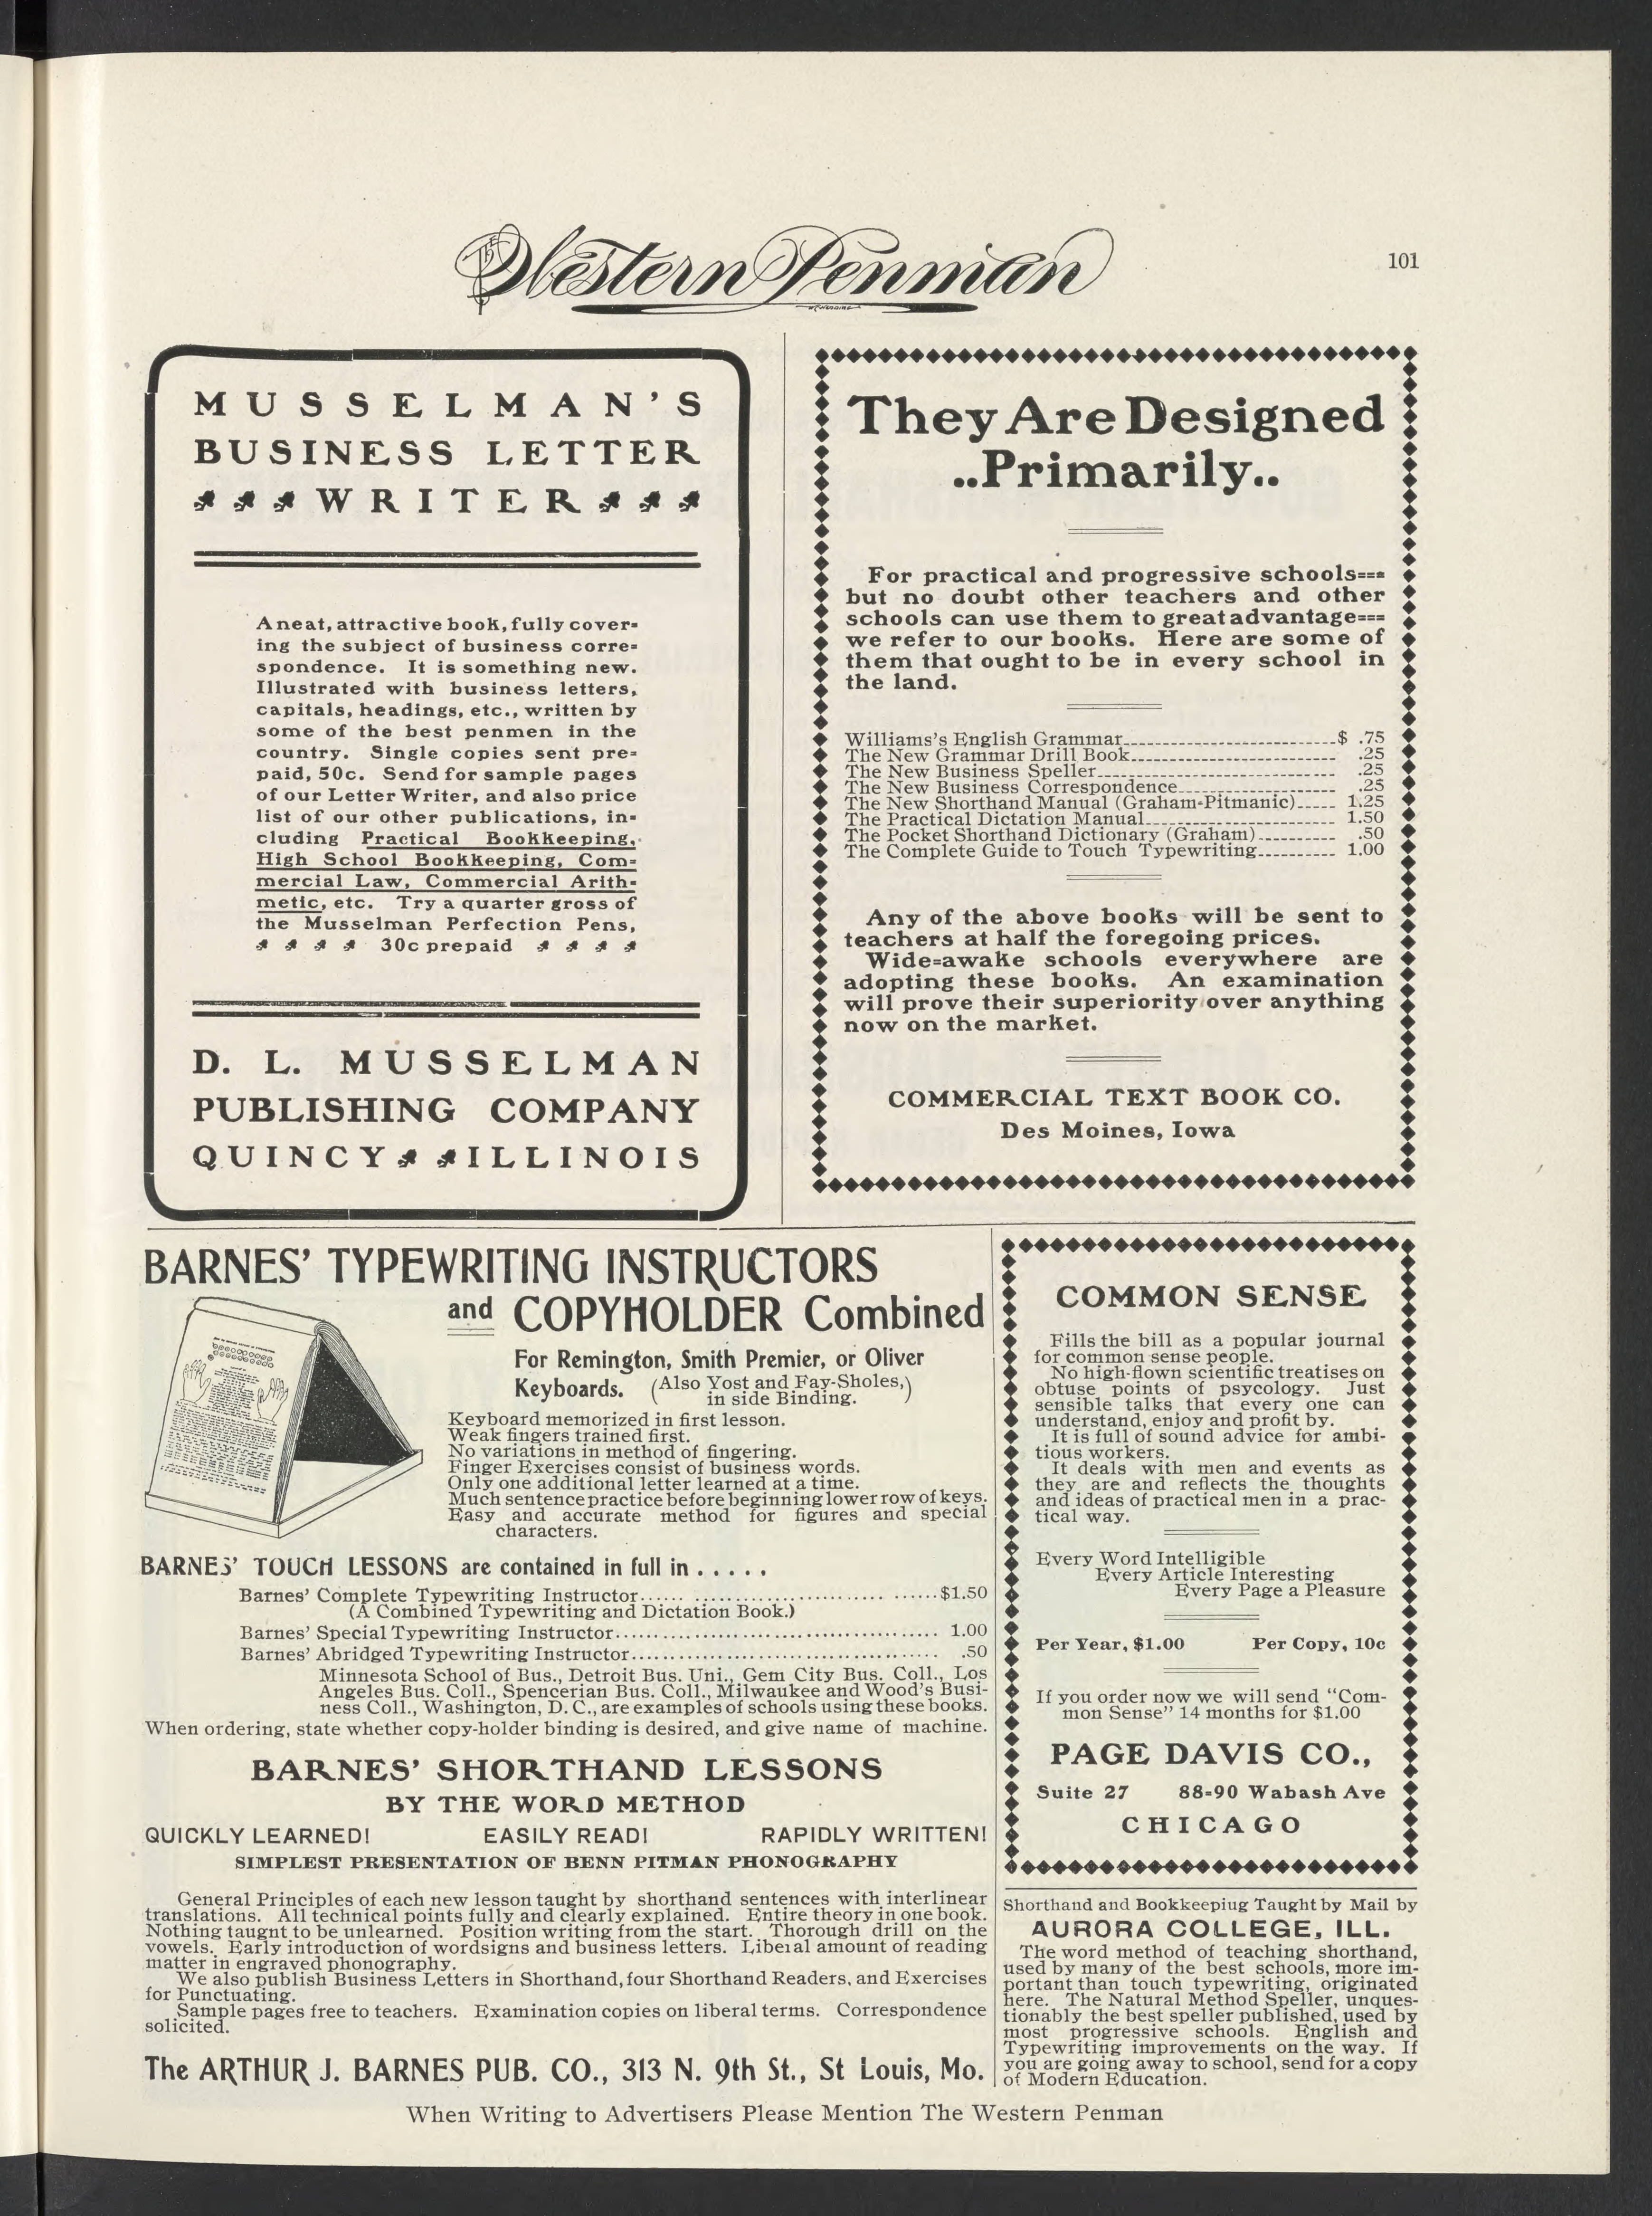 The Western Penman
101
MUSSELMAN'S
BUSINESS LETTER
WRITER
A neat, attractive book, fully cover-
ing the subject of business corre-
spondence. It is something new.
Illustrated with business letters,
capitals, headings, etc., written by
some of the best penmen in the
country. Single copies sent pre-
paid, 50c. Send for sample pages
of our Letter Writer, and also price
list of our other publications, in-
cluding Practical Bookkeeping,
High School Bookkeeping, Com-
mercial Law, Commercial Arith-
metic, etc. Try a quarter gross of
the Musselman Perfection Pens,
30c prepaid
D. L. MUSSELMAN
PUBLISHING COMPANY
QUINCY ILLINOIS
They Are Designed
..Primarily..
For practical and progressive schools---
but no doubt other teachers and other
schools can use them to great advantage---
we refer to our books. Here are some of
them that ought to be in every school in
the land.
Williams's English Grammar $ .75
The New Grammar Drill Book .25
The New Business Speller .25
The New Business Correspondence .25
The New Shorthand Manual (Graham-Pitmanic) 1.25
The Practical Dictation Manual 1.50
The Pocket Shorthand Dictionary (Graham) .50
The Complete Guide to Touch Typewriting 1.00
Any of the above books will be sent to
teachers at half the foregoing prices.
Wide-awake schools everywhere are
adopting these books. An examination
will prove their superiority over anything
now on the market.
COMMERCIAL TEXT BOOK CO.
Des Moines, Iowa
BARNES' TYPEWRITING INSTRUCTORS
and COPYHOLDER Combined
For Remington, Smith Premier, or Oliver
Keyboards. (Also Yost and Fay-Sholes,
in side Binding.)
Keyboard memorized in first lesson.
Weak fingers trained first.
No variations in method of fingering.
Finger Exercises consist of business words.
Only one additional letter learned at a time.
Much sentence practice before beginning lower row of keys.
Easy and accurate method for figures and special
characters.
BARNES' TOUCH LESSONS are contained in full in . . . . .
Barnes' Complete Typewriting Instructor $1.50
(A Combined Typewriting and Dictation Book.)
Barnes' Special Typewriting Instructor 1.00
Barnes' Abridged Typewriting Instructor .50
Minnesota School of Bus., Detroit Bus. Uni., Gem City Bus. Coll., Los
Angeles Bus. Coll., Spencerian Bus. Coll., Milwaukee and Wood's Busi-
ness Coll., Washington, D. C., are examples of schools using these books.
When ordering, state whether copy-holder binding is desired, and give name of machine.
BARNES' SHORTHAND LESSONS
BY THE WORD METHOD
QUICKLY LEARNED! EASILY READ! RAPIDLY WRITTEN!
SIMPLEST PRESENTATION OF BENN PITMAN PHONOGRAPHY
General Principles of each new lesson taught by shorthand sentences with interlinear
translations. All technical points fully and clearly explained. Entire theory in one book.
Nothing taugnt to be unlearned. Position writing from the start. Thorough drill on the
vowels. Early introduction of wordsigns and business letters. Liberal amount of reading
matter in engraved phonography.
We also publish Business Letters in Shorthand, four Shorthand Readers, and Exercises
for Punctuating.
Sample pages free to teachers. Examination copies on liberal terms. Correspondence
solicited.
The ARTHUR J. BARNES PUB. CO., 313 N. 9th St., St Louis, Mo.
COMMON SENSE
Fills the bill as a popular journal
for common sense people.
No high-flown scientific treatises on
obtuse points of psycology. Just
sensible talks that every one can
understand, enjoy and profit by.
It is full of sound advice for ambi-
tious workers.
It deals with men and events as
they are and reflects the thoughts
and ideas of practical men in a prac-
tical way.
Every Word Intelligible
Every Article Interesting
Every Page a Pleasure
Per Year, $1.00 Per Copy, 10c
If you order now we will send "Com-
mon Sense" 14 months for $1.00
PAGE DAVIS CO.,
Suite 27 88-90 Wabash Ave
CHICAGO
Shorthand and Bookkeepiug Taught by Mail by
AURORA COLLEGE, ILL.
The word method of teaching shorthand,
used by many of the best schools, more im-
portant than touch typewriting, originated
here. The Natural Method Speller, unques-
tionably the best speller published, used by
most progressive schools. English and
Typewriting improvements on the way. If
you are going away to school, send for a copy
of Modern Education.
When Writing to Advertisers Please Mention The Western Penman